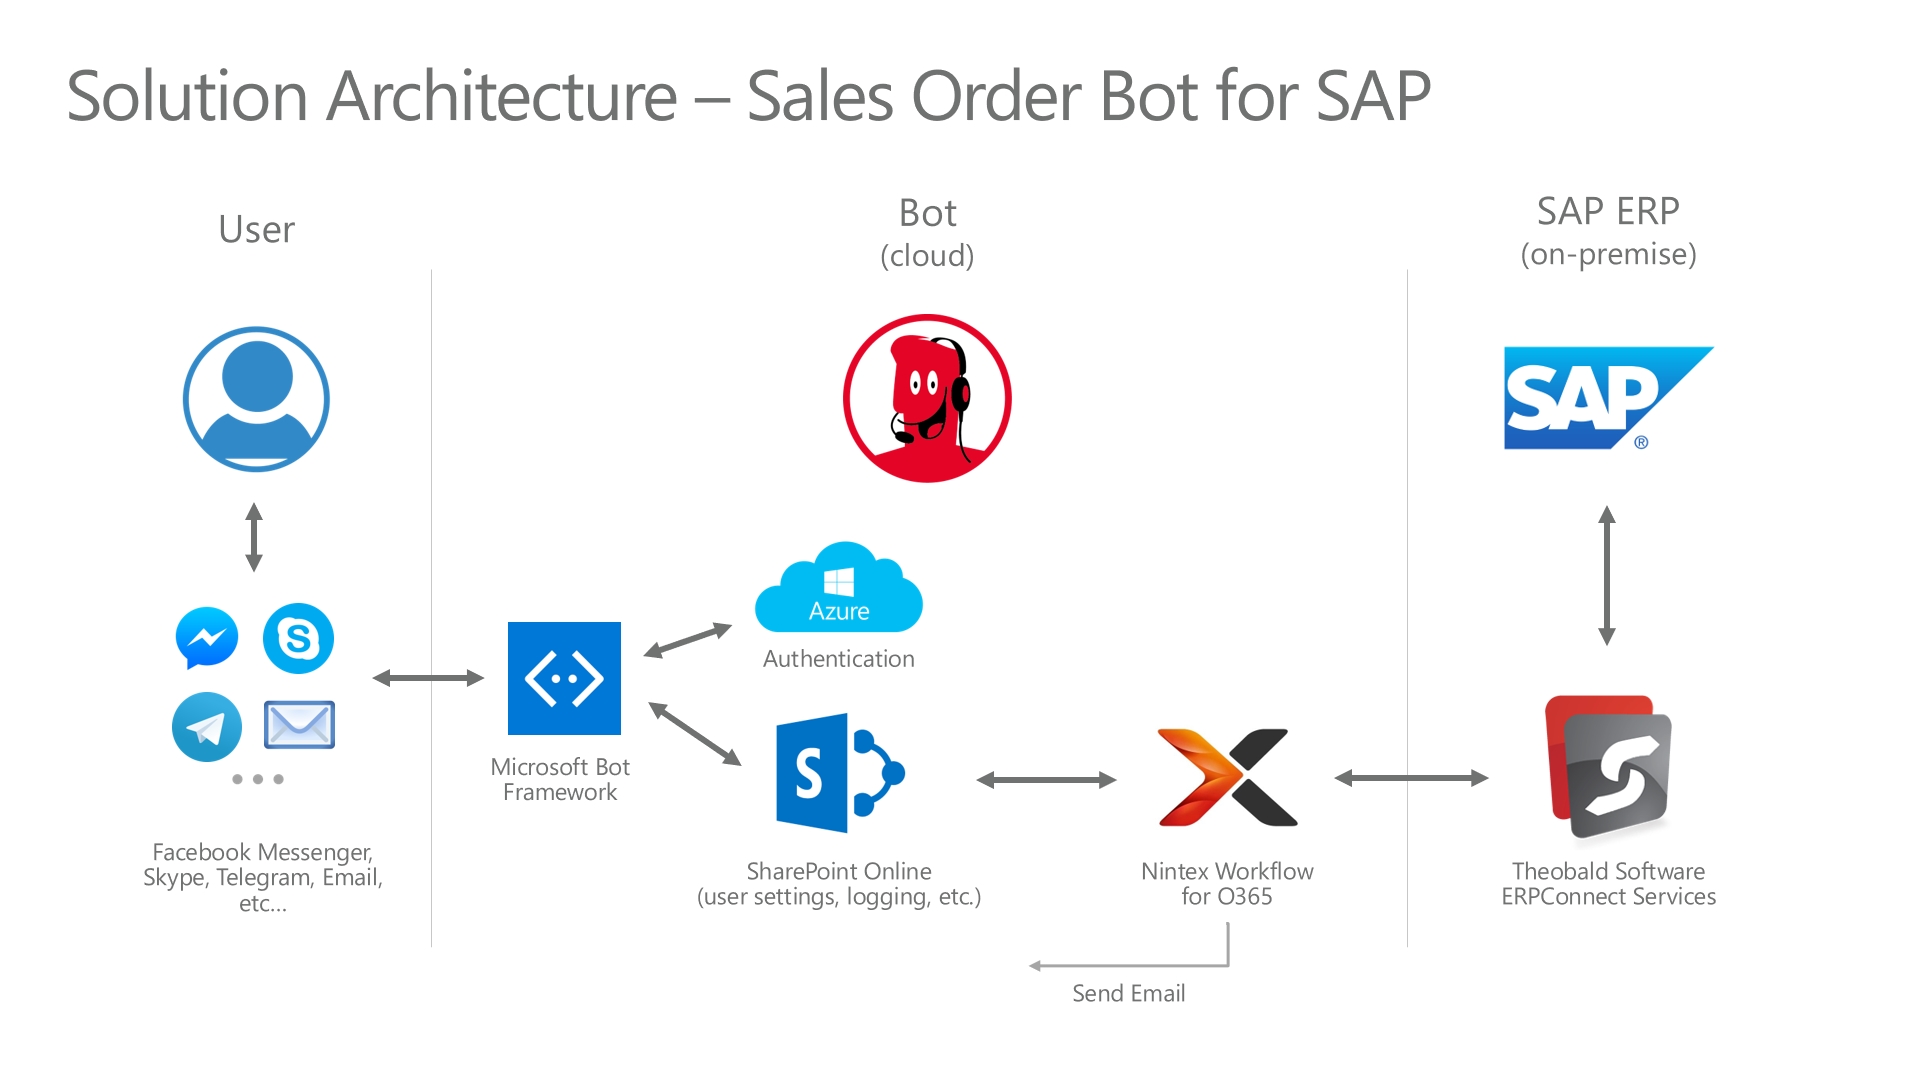 Solution Architecture – Sales Order Bot for SAP
User
Bot
(cloud)
SAP ERP
(on-premise)
SAP
®
S
Azure
Authentication
Microsoft Bot
Framework
S
Facebook Messenger,
Skype, Telegram, Email,
etc...
SharePoint Online
(user settings, logging, etc.)
Nintex Workflow
for O365
Theobald Software
ERPConnect Services
Send Email